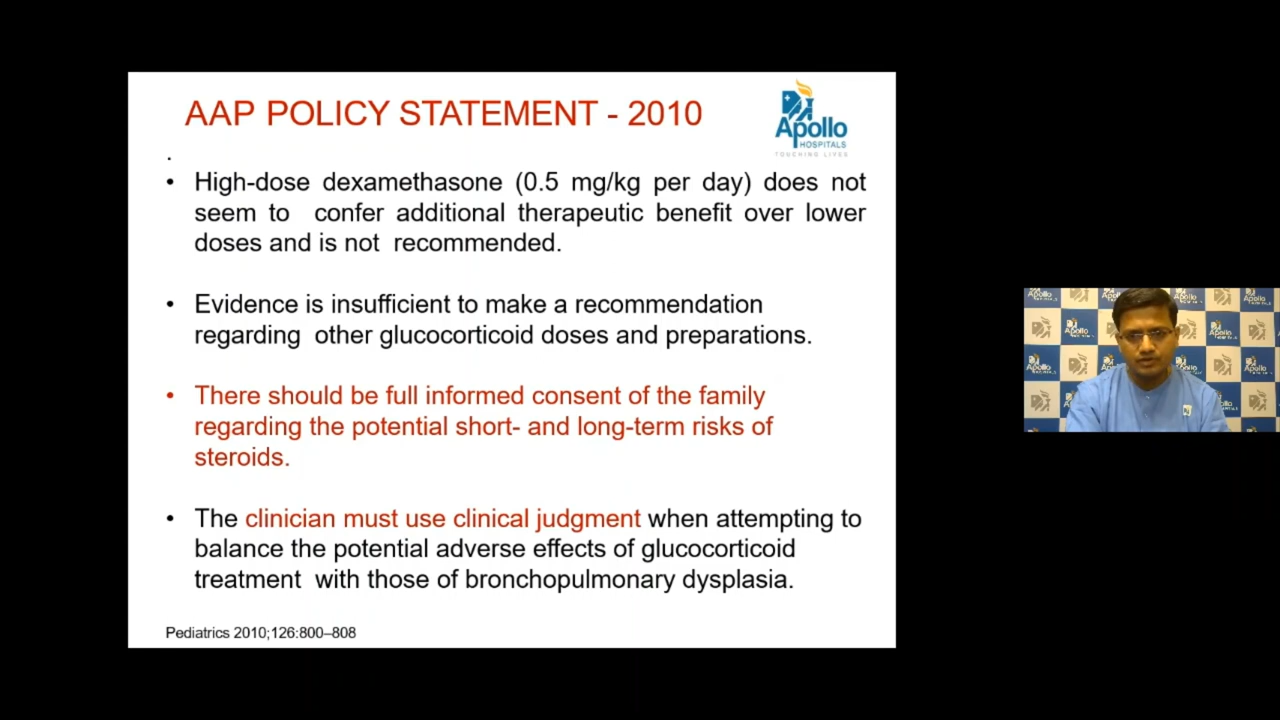 AAP POLICY STATEMENT - 2010
Apollo
HOSPITALS
TOUCHING LIVES
.
• High-dose dexamethasone (0.5 mg/kg per day) does not
seem to confer additional therapeutic benefit over lower
doses and is not recommended.
• Evidence is insufficient to make a recommendation
regarding other glucocorticoid doses and preparations.
• There should be full informed consent of the family
regarding the potential short- and long-term risks of
steroids.
• The clinician must use clinical judgment when attempting to
balance the potential adverse effects of glucocorticoid
treatment with those of bronchopulmonary dysplasia.
Pediatrics 2010;126:800–808